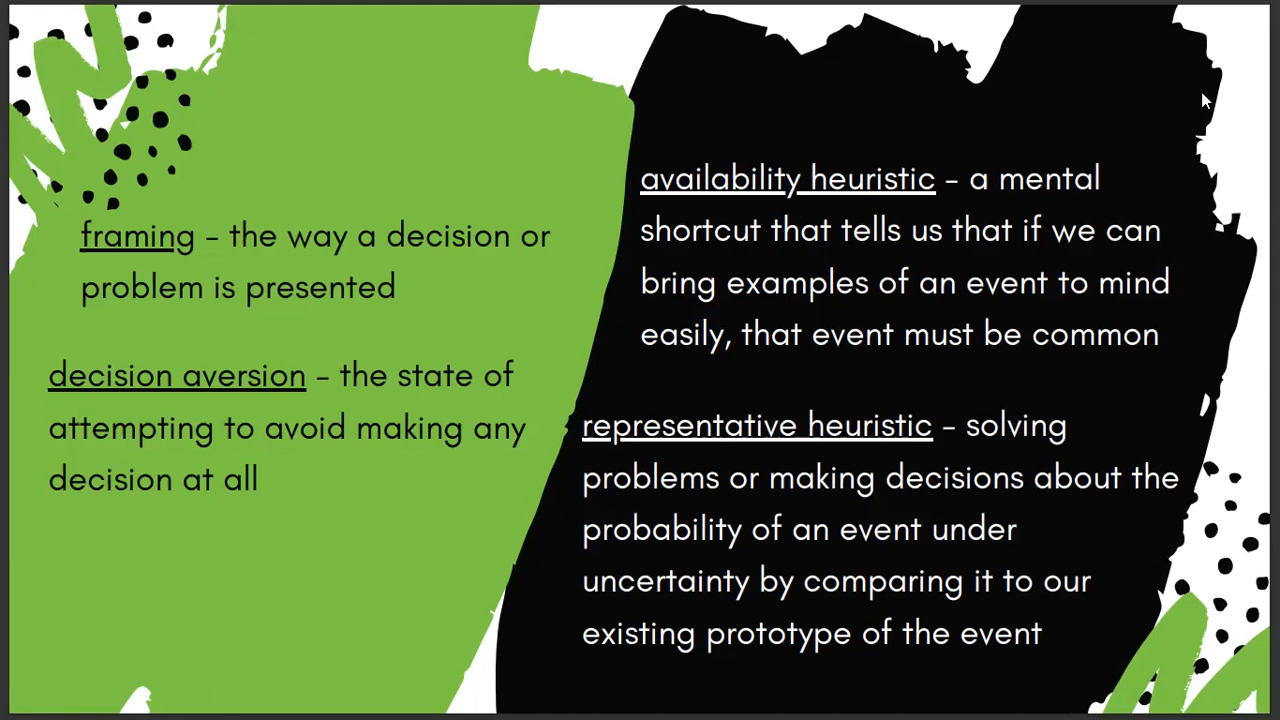 framing - the way a decision or
problem is presented
decision aversion - the state of
attempting to avoid making any
decision at all
availability heuristic - a mental
shortcut that tells us that if we can
bring examples of an event to mind
easily, that event must be common
representative heuristic - solving
problems or making decisions about the
probability of an event under
uncertainty by comparing it to our
existing prototype of the event